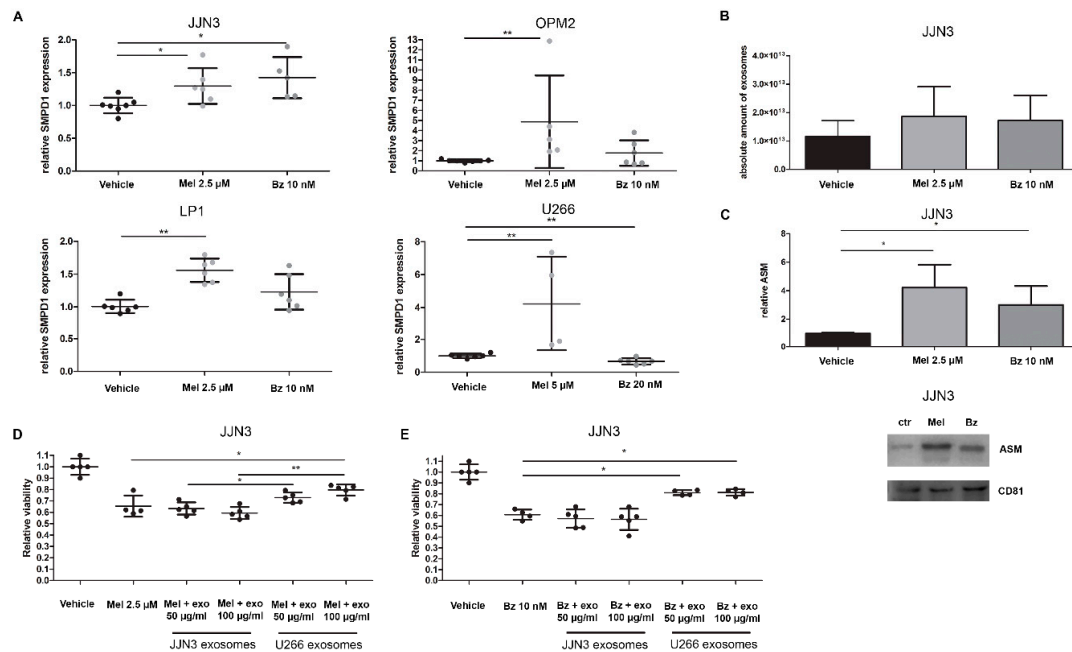 A
JJN3
relative SMPD1 expression
2.0
1.5
1.0
0.5
0.0
*
*
Vehicle Mel 2.5 µM Bz 10 nM
OPM2
relative SMPD1 expression
13
12
11
10
9
8
7
6
5
4
3
2
1
0
**
Vehicle Mel 2.5 µM Bz 10 nM
LP1
relative SMPD1 expression
2.0
1.5
1.0
0.5
0.0
**
Vehicle Mel 2.5 µM Bz 10 nM
U266
relative SMPD1 expression
8
6
4
2
0
**
**
Vehicle Mel 5 µM Bz 20 nM
B
JJN3
absolute amount of exosomes
4.0×10¹³
3.0×10¹³
2.0×10¹³
1.0×10¹³
0
Vehicle Mel 2.5 µM Bz 10 nM
C
JJN3
relative ASM
8
6
4
2
0
*
*
Vehicle Mel 2.5 µM Bz 10 nM
JJN3
ctr Mel Bz
ASM
CD81
D
JJN3
Relative viability
1.1
1.0
0.9
0.8
0.7
0.6
0.5
0.4
0.3
0.2
0.1
0.0
*
**
*
Vehicle Mel 2.5 µM Mel + exo Mel + exo Mel + exo Mel + exo
50 µg/ml 100 µg/ml 50 µg/ml 100 µg/ml
JJN3 exosomes U266 exosomes
E
JJN3
Relative viability
1.1
1.0
0.9
0.8
0.7
0.6
0.5
0.4
0.3
0.2
0.1
0.0
*
*
Vehicle Bz 10 nM Bz + exo Bz + exo Bz + exo Bz + exo
50 µg/ml 100 µg/ml 50 µg/ml 100 µg/ml
JJN3 exosomes U266 exosomes